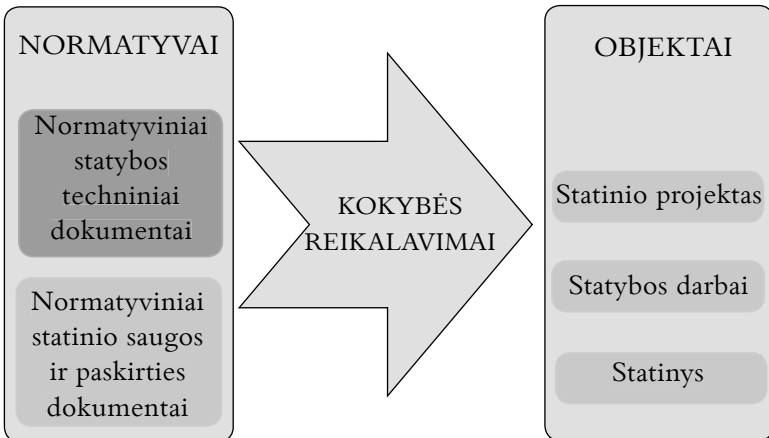 NORMATYVAI
Normatyviniai
statybos
techniniai
dokumentai
Normatyviniai
statinio saugos
ir paskirties
dokumentai
KOKYBĖS
REIKALAVIMAI
OBJEKTAI
Statinio projektas
Statybos darbai
Statinys